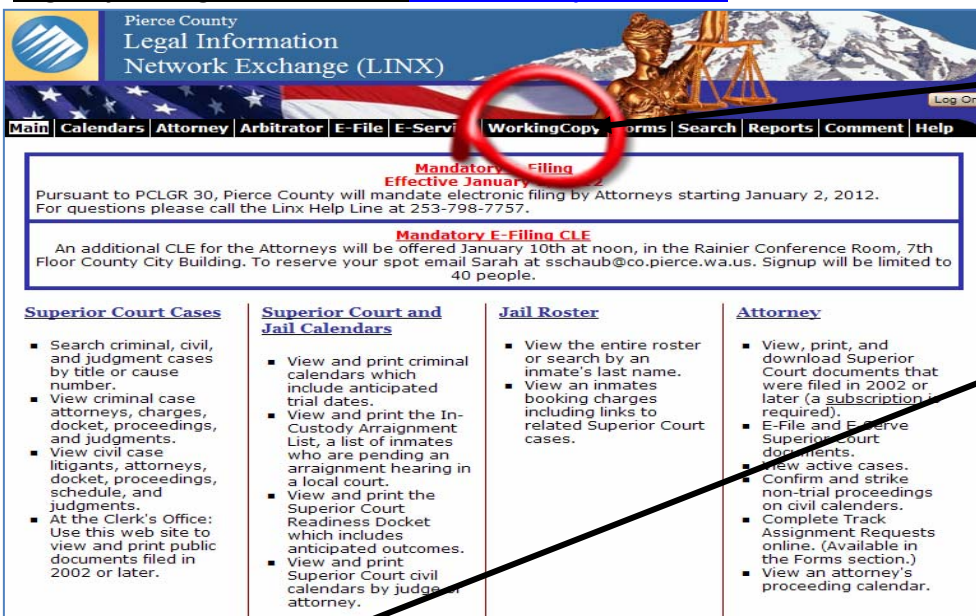 Pierce County
Legal Information
Network Exchange (LINX)
Log On
Main Calendars Attorney Arbitrator E-File WorkingCopy Search Reports Comment Help
Mandatory Filing
Effective January
Pursuant to PCLGR 30, Pierce County will mandate electronic filing by Attorneys starting January 2, 2012.
For questions please call the Linx Help Line at 253-798-7757.
Mandatory E-Filing CLE
An additional CLE for the Attorneys will be offered January 10th at noon, in the Rainier Conference Room, 7th
Floor County City Building. To reserve your spot email Sarah at sschaub@co.pierce.wa.us. Signup will be limited to
40 people.
Superior Court Cases
Search criminal, civil,
and judgment cases
by title or cause
number.
View criminal case
attorneys, charges,
docket, proceedings,
and judgments.
View civil case
litigants, attorneys,
docket, proceedings,
schedule, and
judgments.
At the Clerk's Office:
Use this web site to
view and print public
documents filed in
2002 or later.
Superior Court and
Jail Calendars
View and print criminal
calendars which
include anticipated
trial dates.
View and print the In-
Custody Arraignment
List, a list of inmates
who are pending an
arraignment hearing in
a local court.
View and print the
Superior Court
Readiness Docket
which includes
anticipated outcomes.
View and print
Superior Court civil
calendars by judge or
attorney.
Jail Roster
View the entire roster
or search by an
inmate's last name.
View an inmates
booking charges
including links to
related Superior Court
cases.
Attorney
View, print, and
download Superior
Court documents that
were filed in 2002 or
later (a subscription is
required).
E-File and E-Serve
Superior Court
documents.
View active cases.
Confirm and strike
non-trial proceedings
on civil calenders.
Complete Track
Assignment Requests
online. (Available in
the Forms section.)
View an attorney's
proceeding calendar.